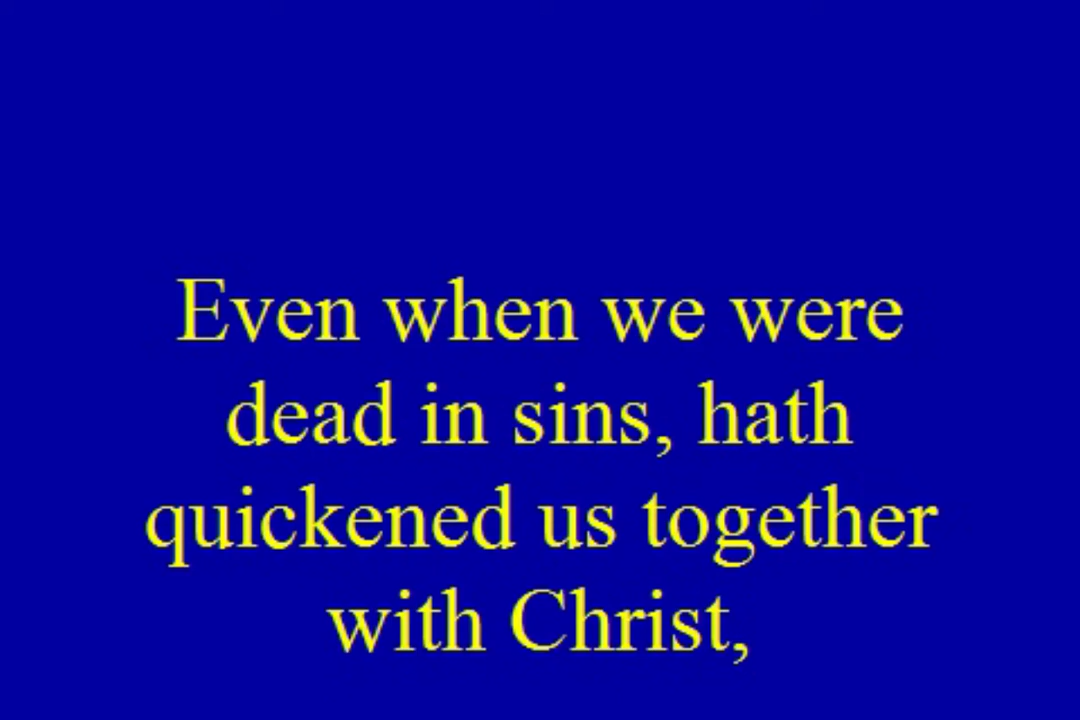 Even when we were
dead in sins, hath
quickened us together
with Christ,